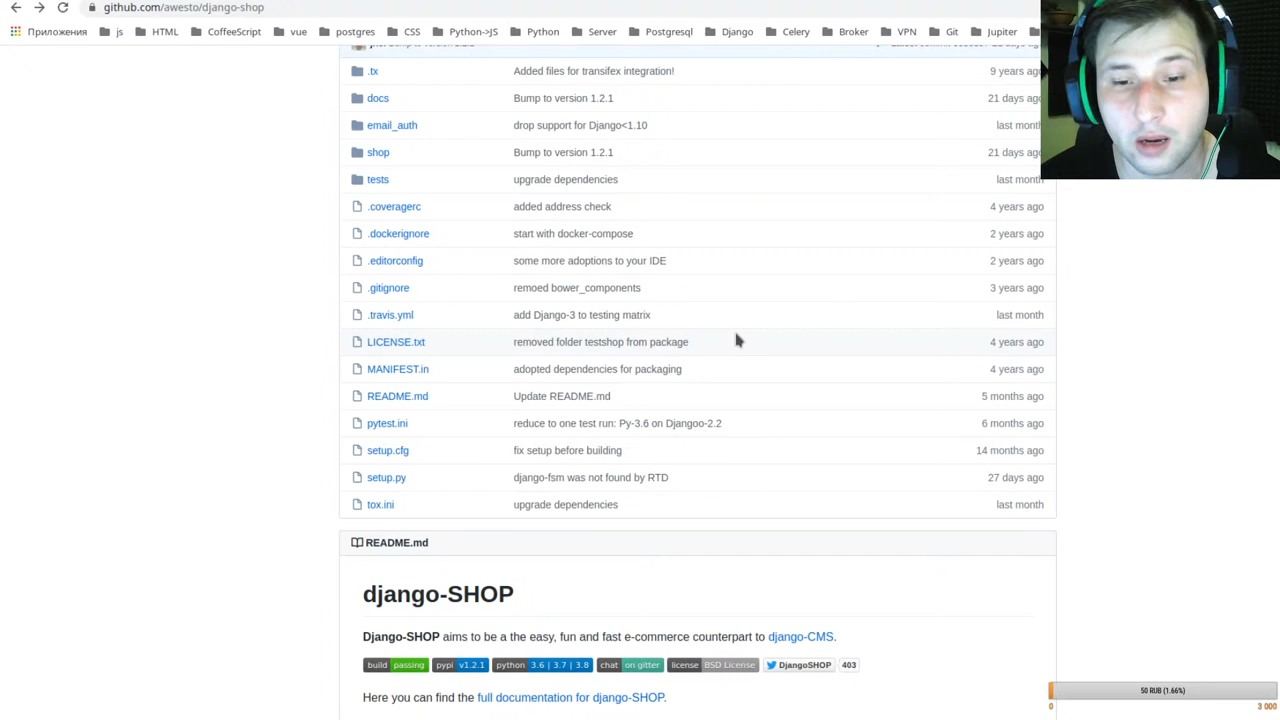 github.com/awesto/django-shop
Приложения js HTML CoffeeScript vue postgres CSS Python->JS Python Server Postgresql Django Celery Broker VPN Git Jupiter
.tx Added files for transifex integration! 9 years ago
docs Bump to version 1.2.1 21 days ago
email_auth drop support for Django<1.10 last month
shop Bump to version 1.2.1 21 days ago
tests upgrade dependencies last month
.coveragerc added address check 4 years ago
.dockerignore start with docker-compose 2 years ago
.editorconfig some more adoptions to your IDE 2 years ago
.gitignore remoed bower_components 3 years ago
.travis.yml add Django-3 to testing matrix last month
LICENSE.txt removed folder testshop from package 4 years ago
MANIFEST.in adopted dependencies for packaging 4 years ago
README.md Update README.md 5 months ago
pytest.ini reduce to one test run: Py-3.6 on Djangoo-2.2 6 months ago
setup.cfg fix setup before building 14 months ago
setup.py django-fsm was not found by RTD 27 days ago
tox.ini upgrade dependencies last month
README.md
django-SHOP
Django-SHOP aims to be a the easy, fun and fast e-commerce counterpart to django-CMS.
build passing pypi v1.2.1 python 3.6 | 3.7 | 3.8 chat on gitter license BSD License DjangoSHOP 403
Here you can find the full documentation for django-SHOP.
50 RUB (1.66%)
0 3 000